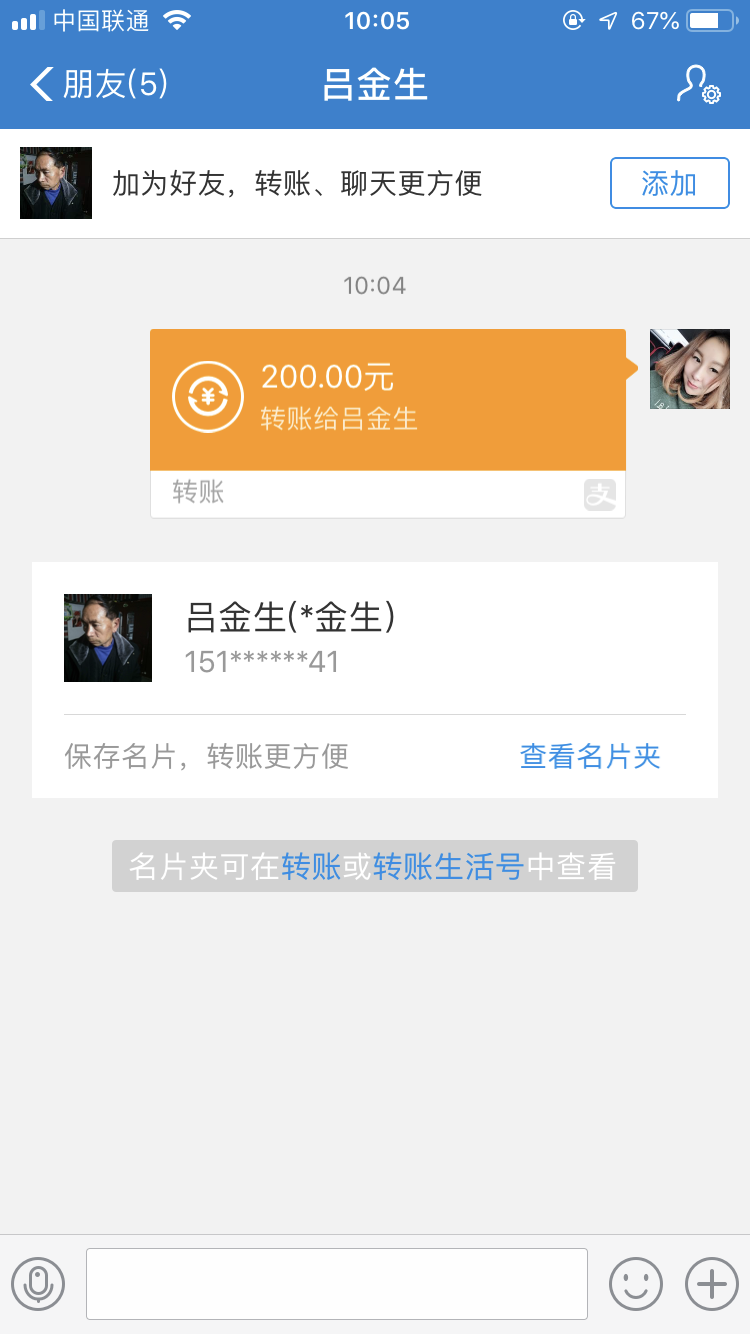 中国联通 10:05 67%
朋友(5) 吕金生
加为好友，转账、聊天更方便 添加
10:04
200.00元
转账给吕金生
转账 支
吕金生(*金生)
151******41
保存名片，转账更方便 查看名片夹
名片夹可在转账或转账生活号中查看